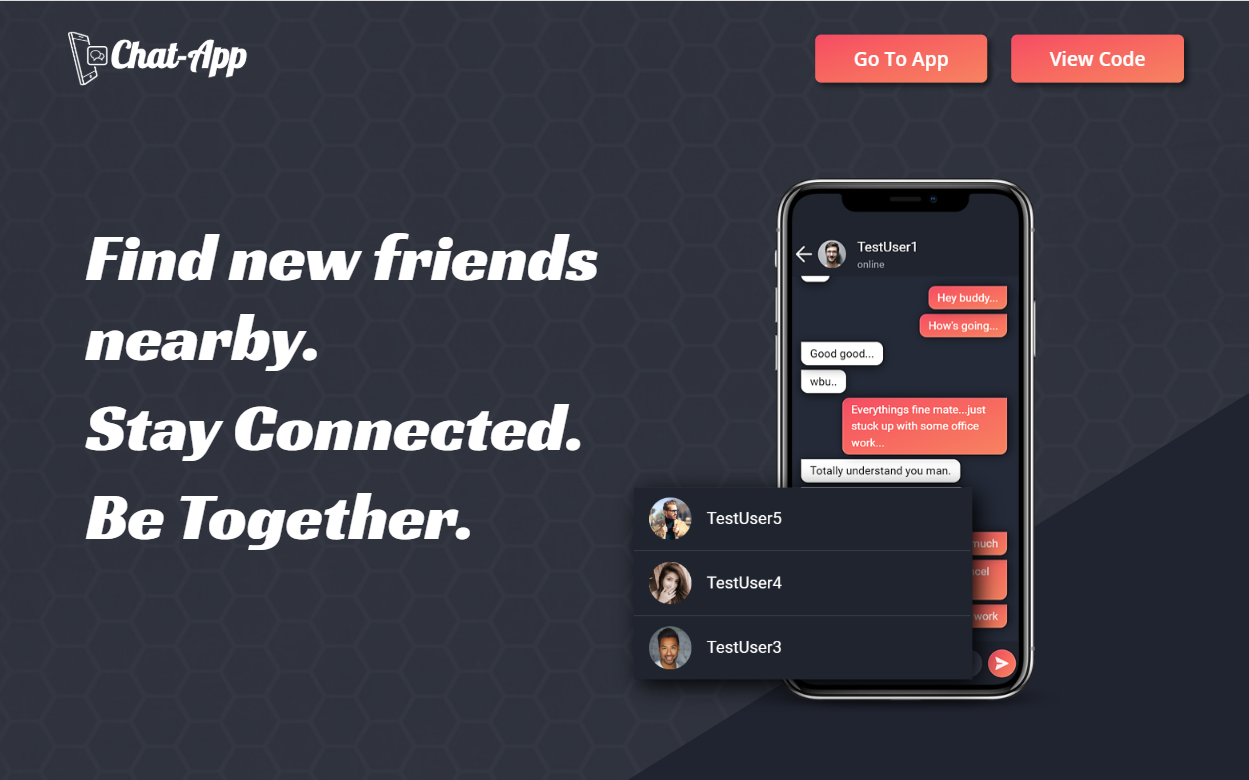 Chat-App
Go To App
View Code
Find new friends
nearby.
Stay Connected.
Be Together.
TestUser1
online
Hey buddy...
How's going...
Good good...
wbu..
Everythings fine mate...just
stuck up with some office
work...
Totally understand you man.
TestUser5
TestUser4
TestUser3
much
work